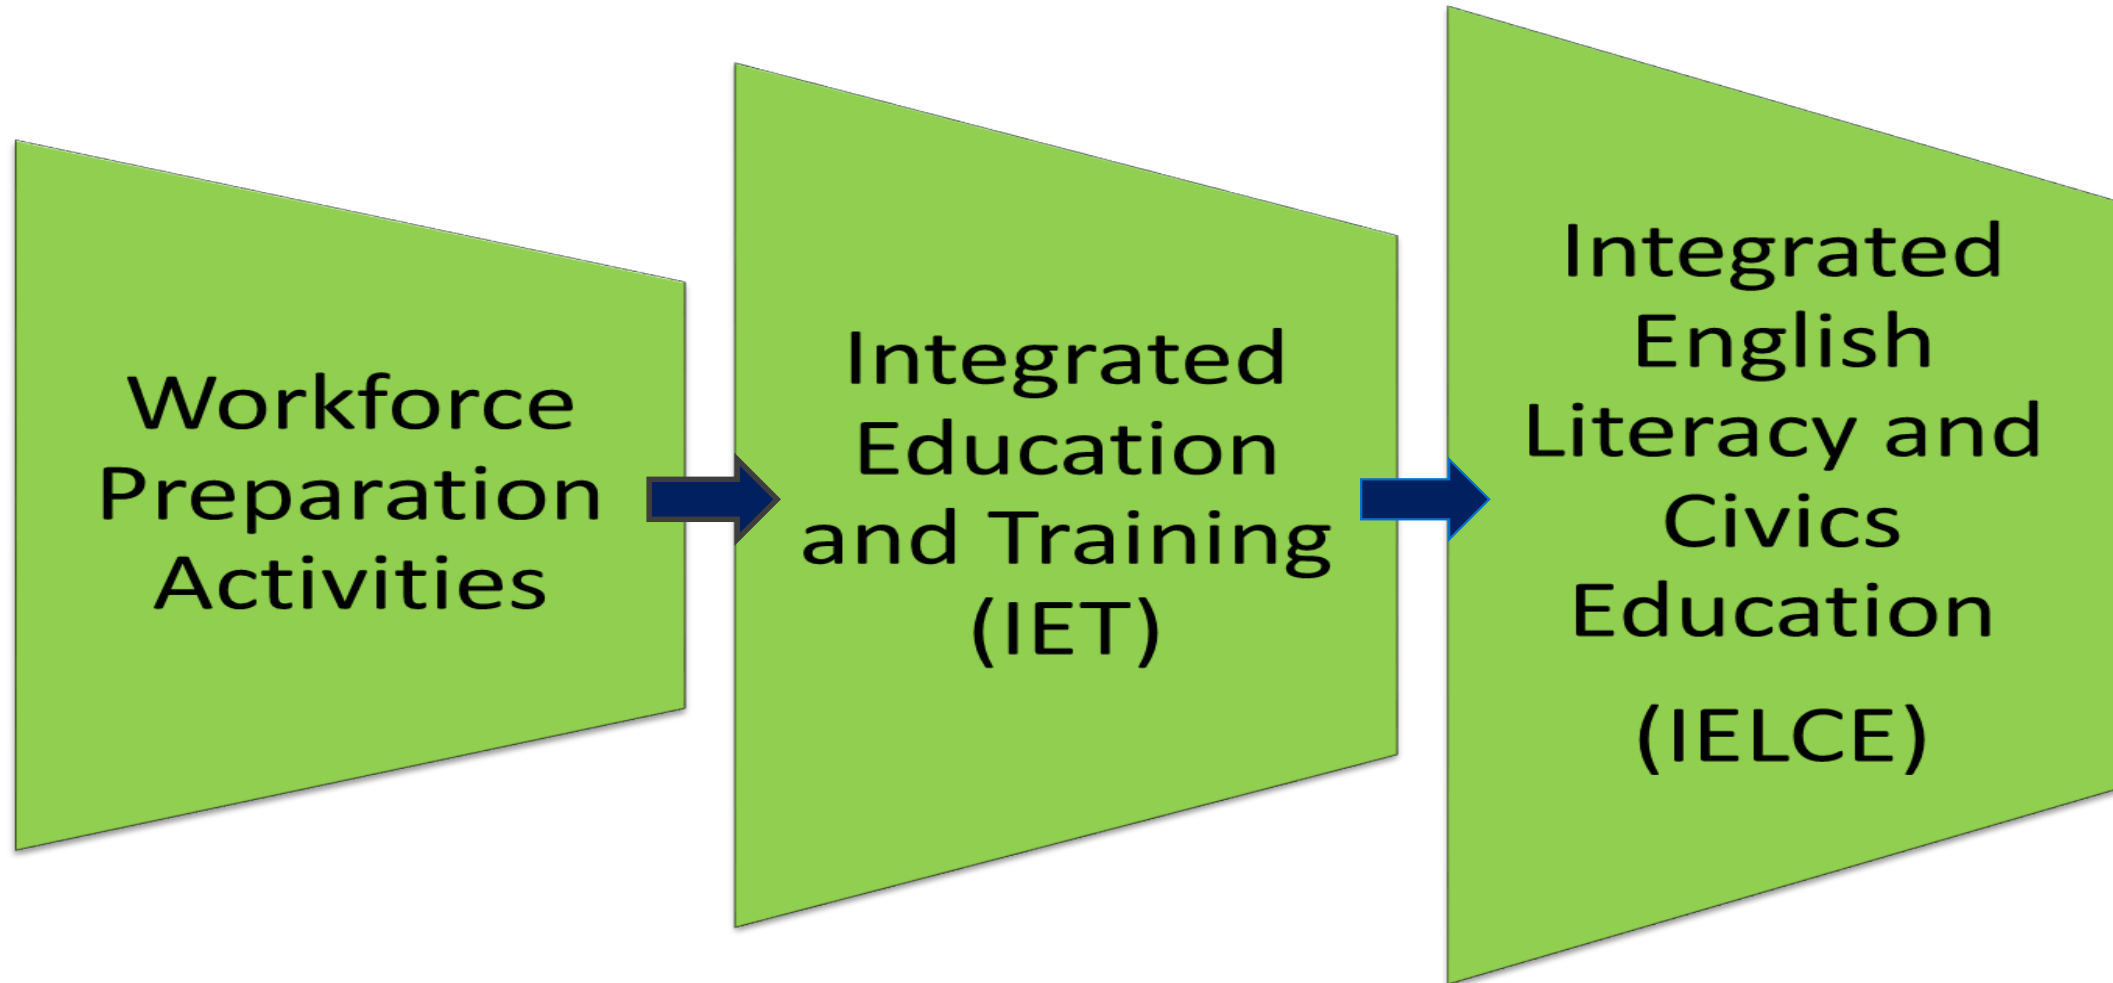 Workforce
Preparation
Activities
Integrated
Education
and Training
(IET)
Integrated
English
Literacy and
Civics
Education
(IELCE)